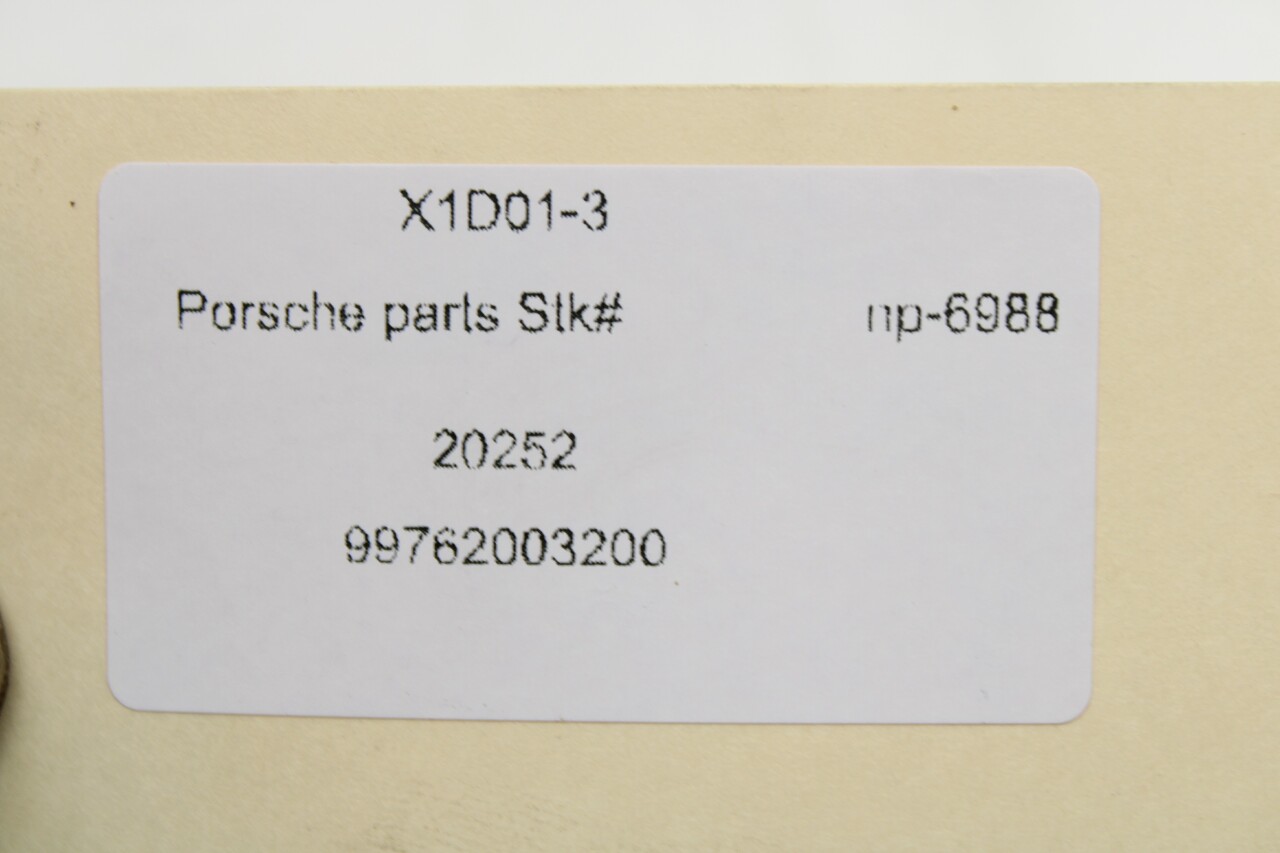 X1D01-3
Porsche parts Stk# np-6988
20252
99762003200